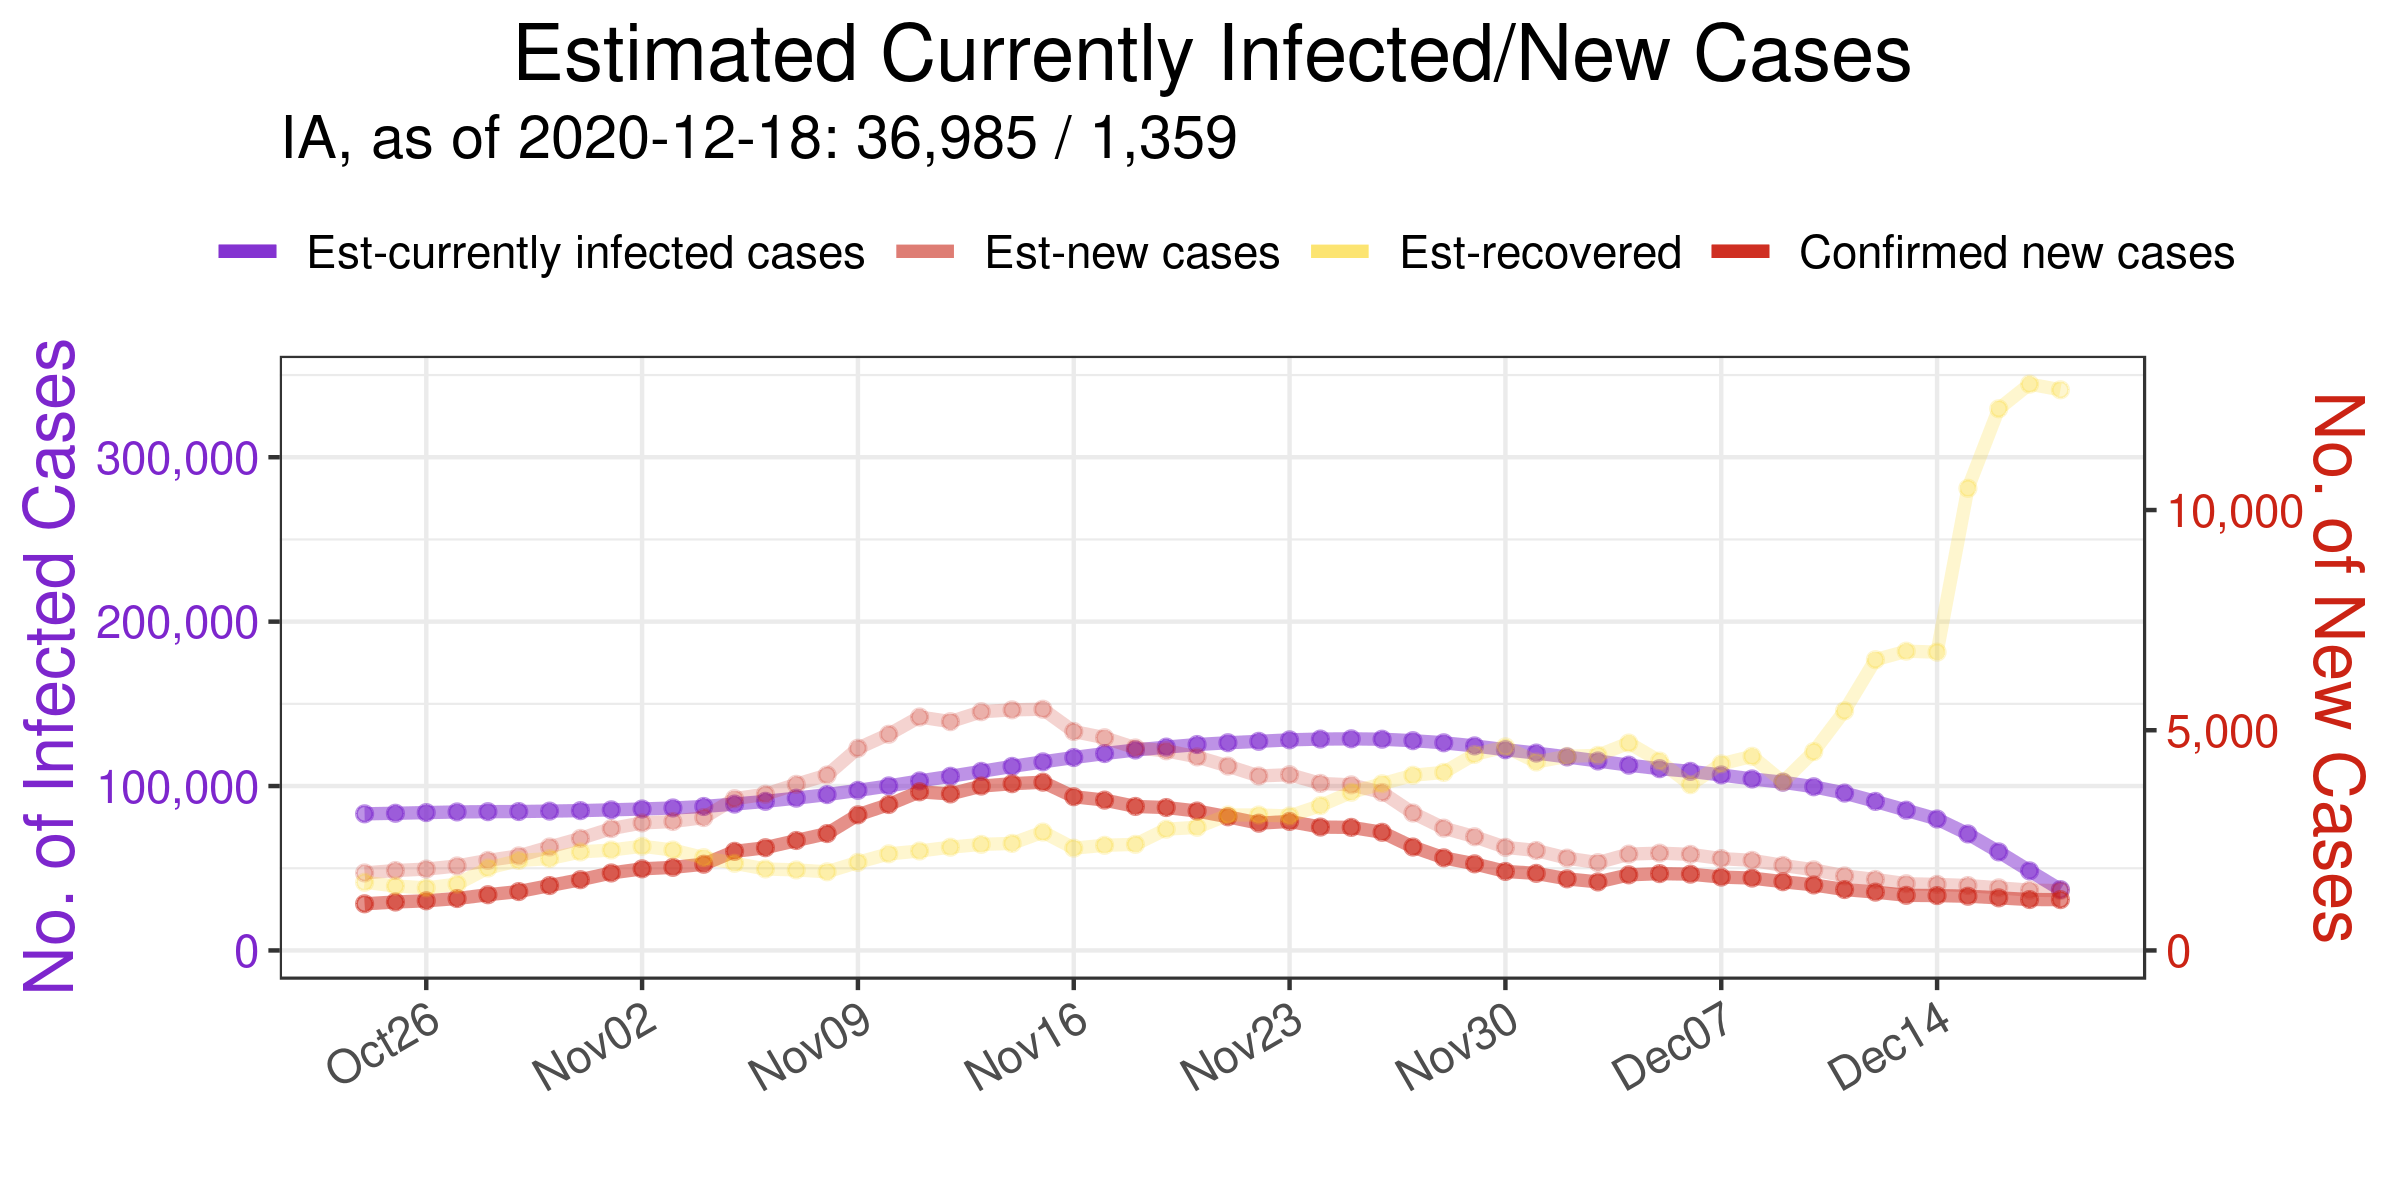 Estimated Currently Infected/New Cases
IA, as of 2020-12-18: 36,985 / 1,359
Est-currently infected cases Est-new cases Est-recovered Confirmed new cases
No. of Infected Cases
300,000
200,000
100,000
0
10,000
5,000
0
No. of New Cases
Oct26 Nov02 Nov09 Nov16 Nov23 Nov30 Dec07 Dec14